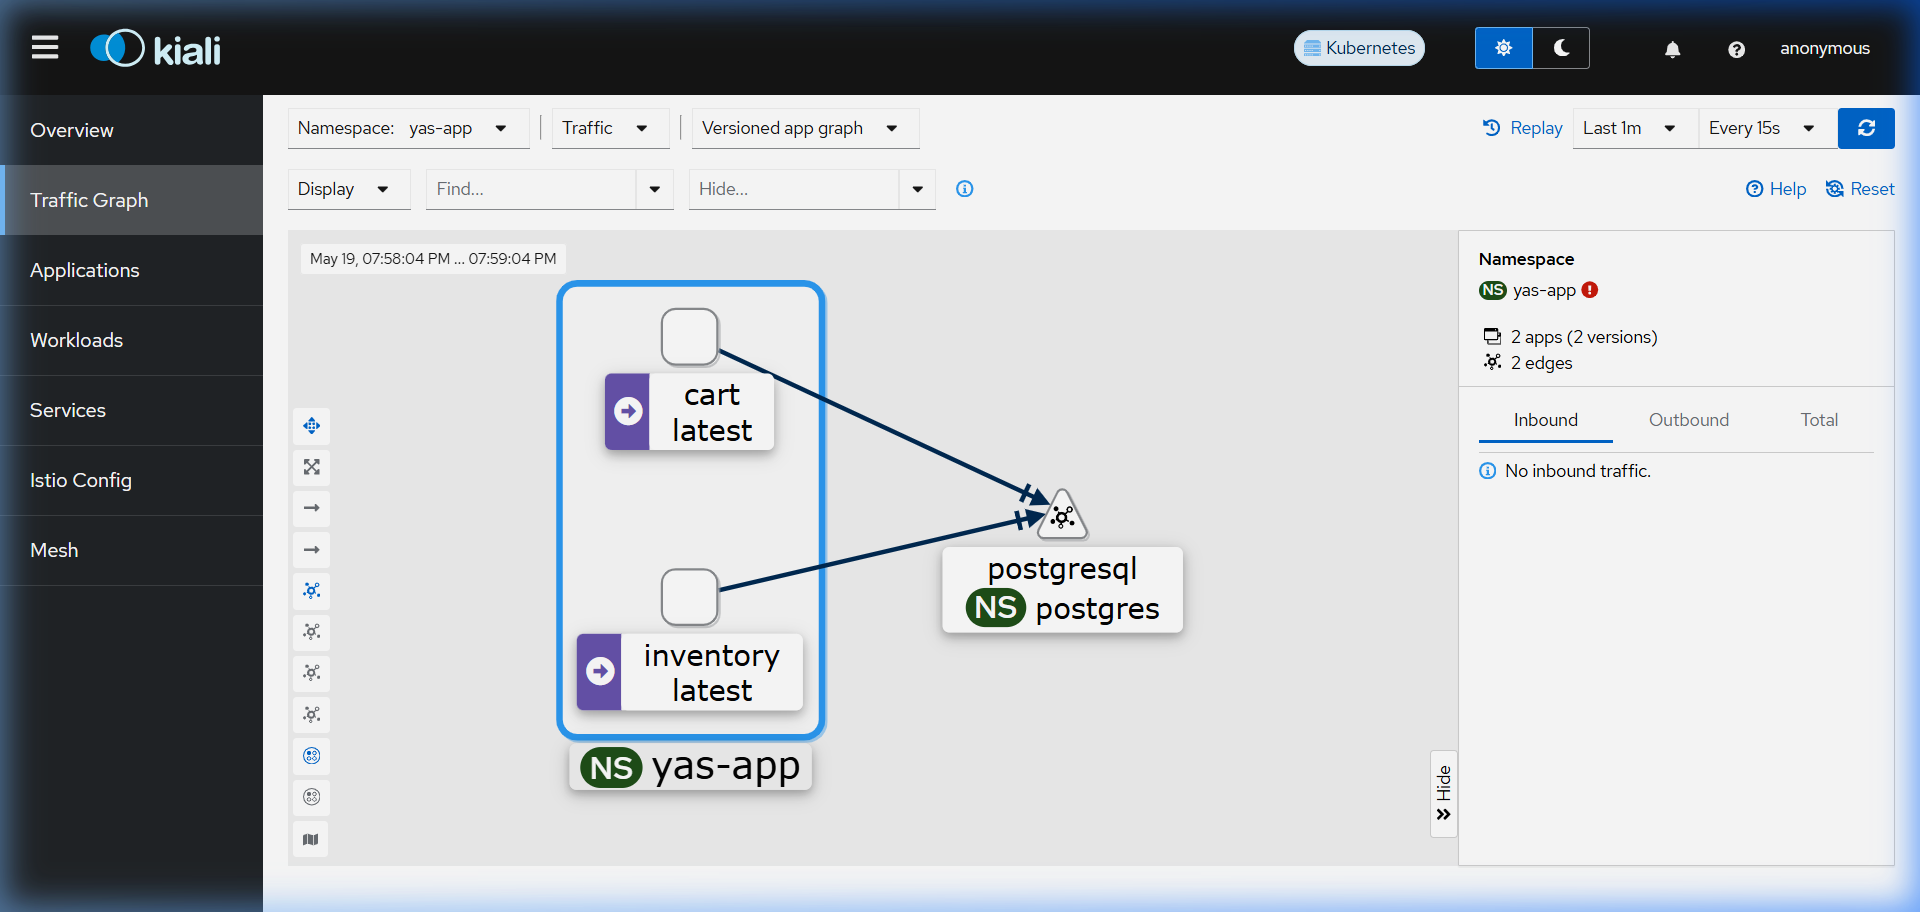 kiali
Kubernetes
anonymous
Overview
Traffic Graph
Applications
Workloads
Services
Istio Config
Mesh
Namespace: yas-app
Traffic
Versioned app graph
Replay
Last 1m
Every 15s
Display
Find...
Hide...
Help
Reset
May 19, 07:58:04 PM ... 07:59:04 PM
cart
latest
inventory
latest
NS yas-app
postgresql
NS postgres
Hide
Namespace
NS yas-app
2 apps (2 versions)
2 edges
Inbound
Outbound
Total
No inbound traffic.